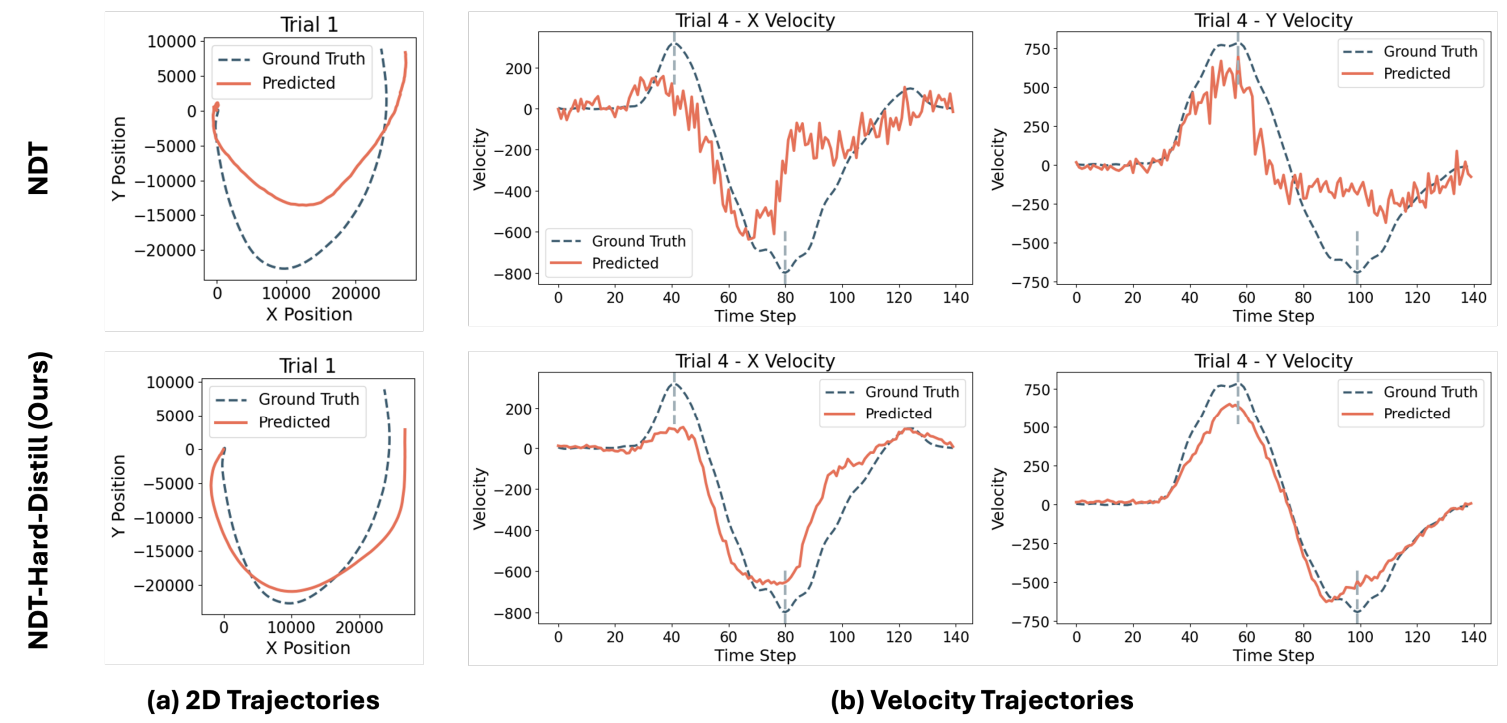 NDT
Trial 1
Ground Truth
Predicted
10000
5000
0
−5000
−10000
−15000
−20000
Y Position
0 10000 20000
X Position
Trial 4 - X Velocity
200
0
−200
−400
−600
−800
Velocity
Ground Truth
Predicted
0 20 40 60 80 100 120 140
Time Step
Trial 4 - Y Velocity
Ground Truth
Predicted
750
500
250
0
−250
−500
−750
Velocity
0 20 40 60 80 100 120 140
Time Step
NDT-Hard-Distill (Ours)
Trial 1
Ground Truth
Predicted
10000
5000
0
−5000
−10000
−15000
−20000
Y Position
0 10000 20000
X Position
Trial 4 - X Velocity
Ground Truth
Predicted
200
0
−200
−400
−600
−800
Velocity
0 20 40 60 80 100 120 140
Time Step
Trial 4 - Y Velocity
Ground Truth
Predicted
750
500
250
0
−250
−500
−750
Velocity
0 20 40 60 80 100 120 140
Time Step
(a) 2D Trajectories
(b) Velocity Trajectories